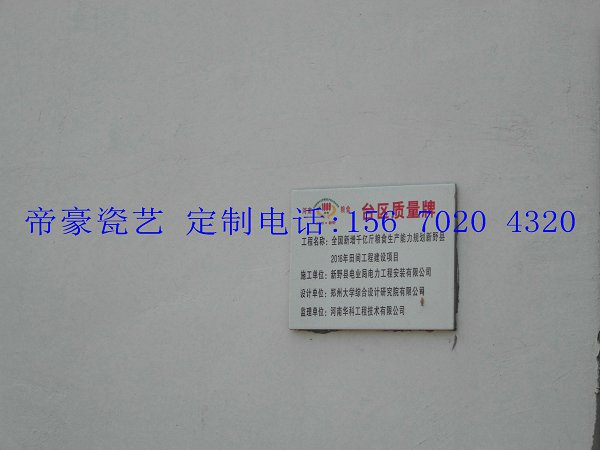 台区质量牌
帝豪瓷艺 定制电话:156 7020 4320
工程名称：全国新增千亿斤粮食生产能力规划新野县
2016年田间工程建设项目
施工单位：新野县电业局电力工程安装有限公司
设计单位：郑州大学综合设计研究院有限公司
监理单位：河南华科工程技术有限公司